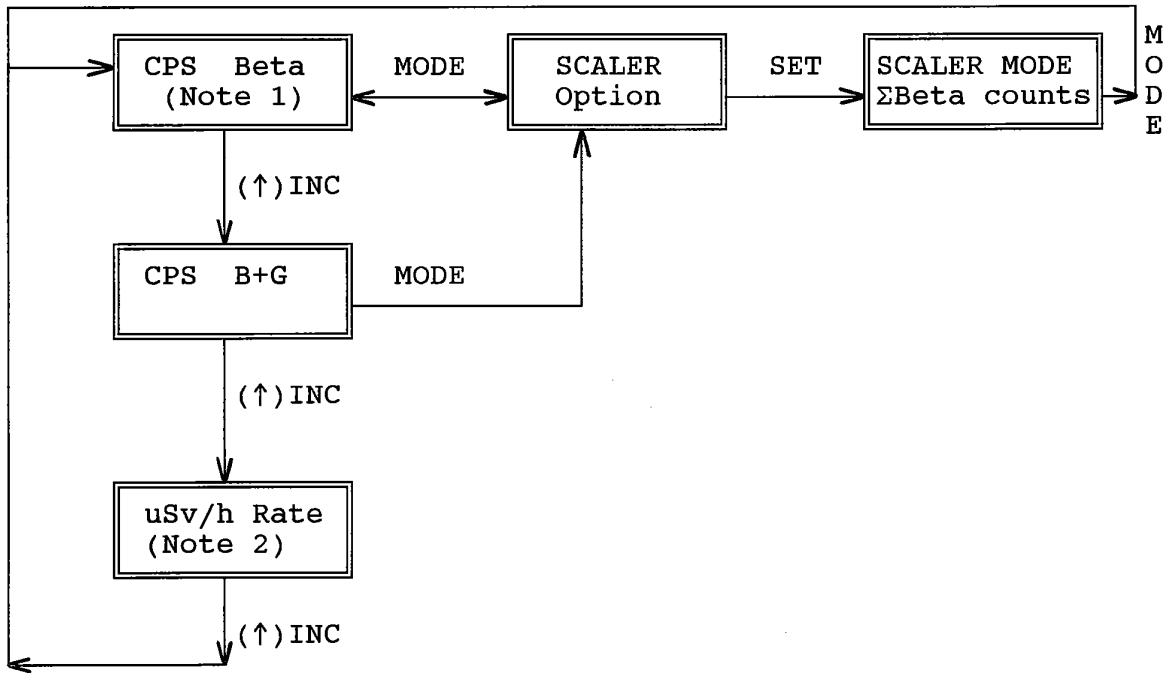 CPS Beta
(Note 1)
MODE
SCALER
Option
SET
SCALER MODE
ΣBeta counts
MODE
(↑)INC
CPS B+G
MODE
(↑)INC
uSv/h Rate
(Note 2)
(↑)INC